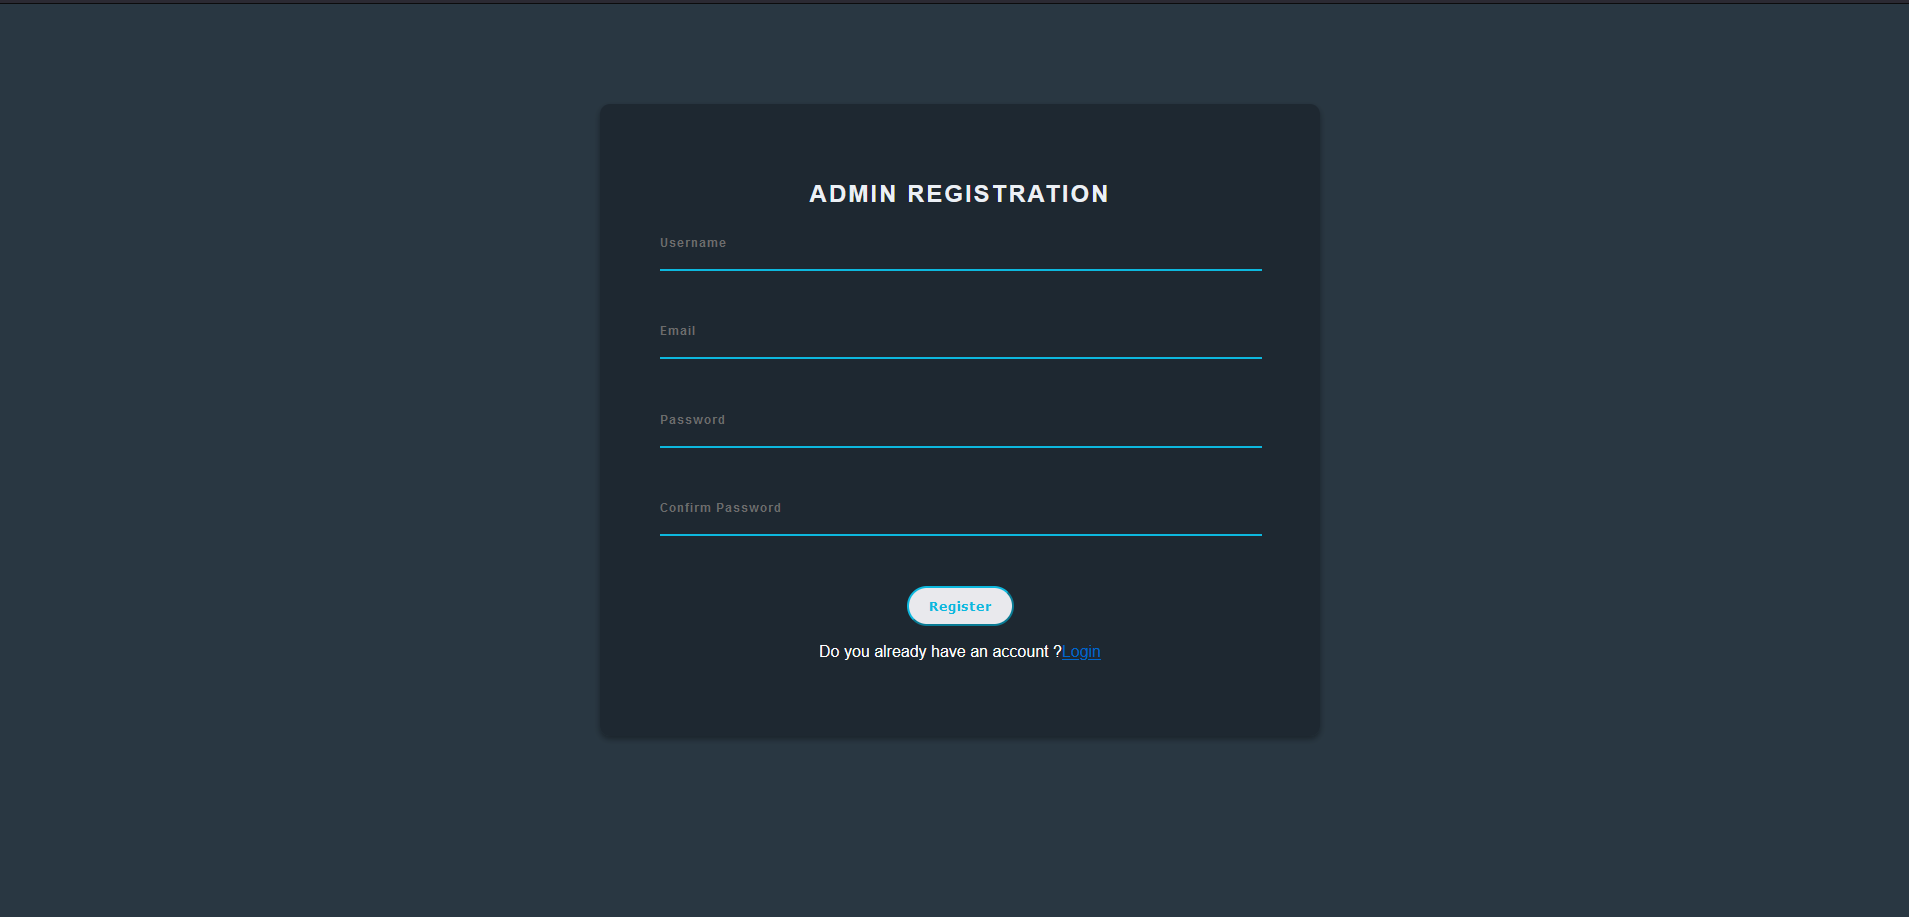 ADMIN REGISTRATION
Username
Email
Password
Confirm Password
Register
Do you already have an account ?Login